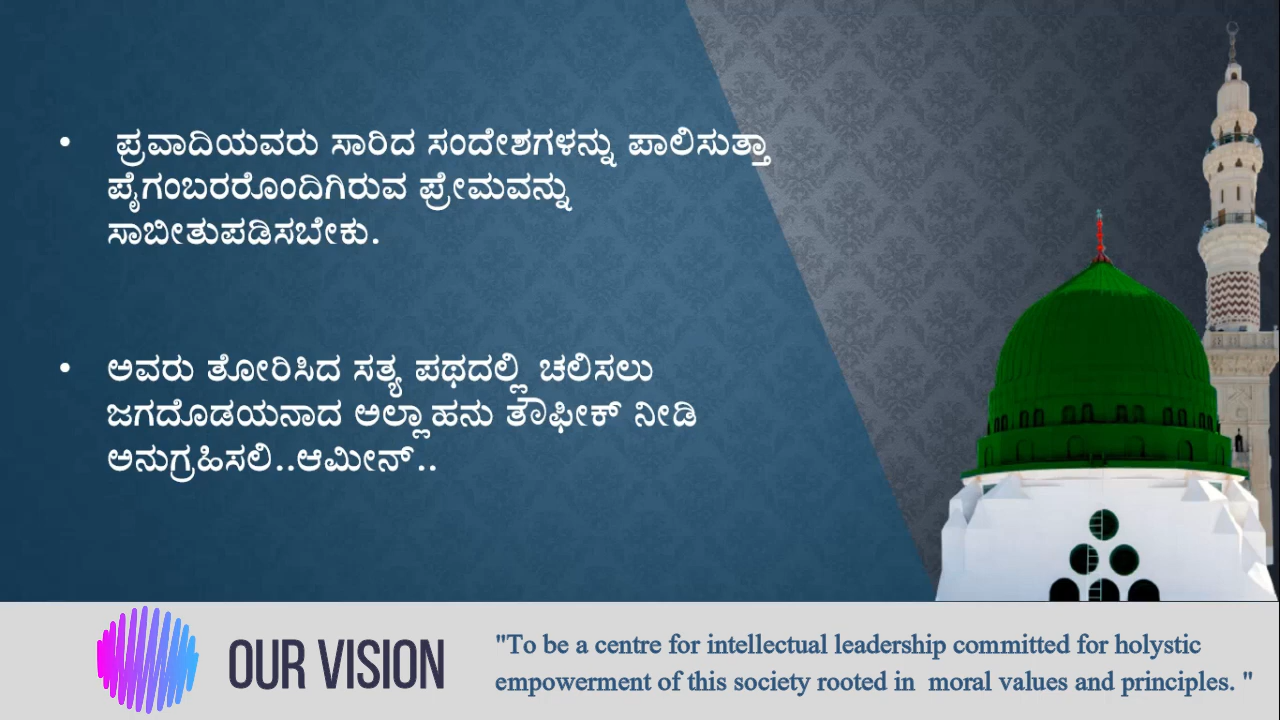 • ಪ್ರವಾದಿಯವರು ಸಾರಿದ ಸಂದೇಶಗಳನ್ನು ಪಾಲಿಸುತ್ತಾ
ಪೈಗಂಬರರೊಂದಿಗಿರುವ ಪ್ರೇಮವನ್ನು
ಸಾಬೀತುಪಡಿಸಬೇಕು.
• ಅವರು ತೋರಿಸಿದ ಸತ್ಯ ಪಥದಲ್ಲಿ ಚಲಿಸಲು
ಜಗದೊಡಯನಾದ ಅಲ್ಲಾಹನು ತೌಫೀಕ್ ನೀಡಿ
ಅನುಗ್ರಹಿಸಲಿ..ಆಮೀನ್..
OUR VISION
"To be a centre for intellectual leadership committed for holystic
empowerment of this society rooted in moral values and principles. "